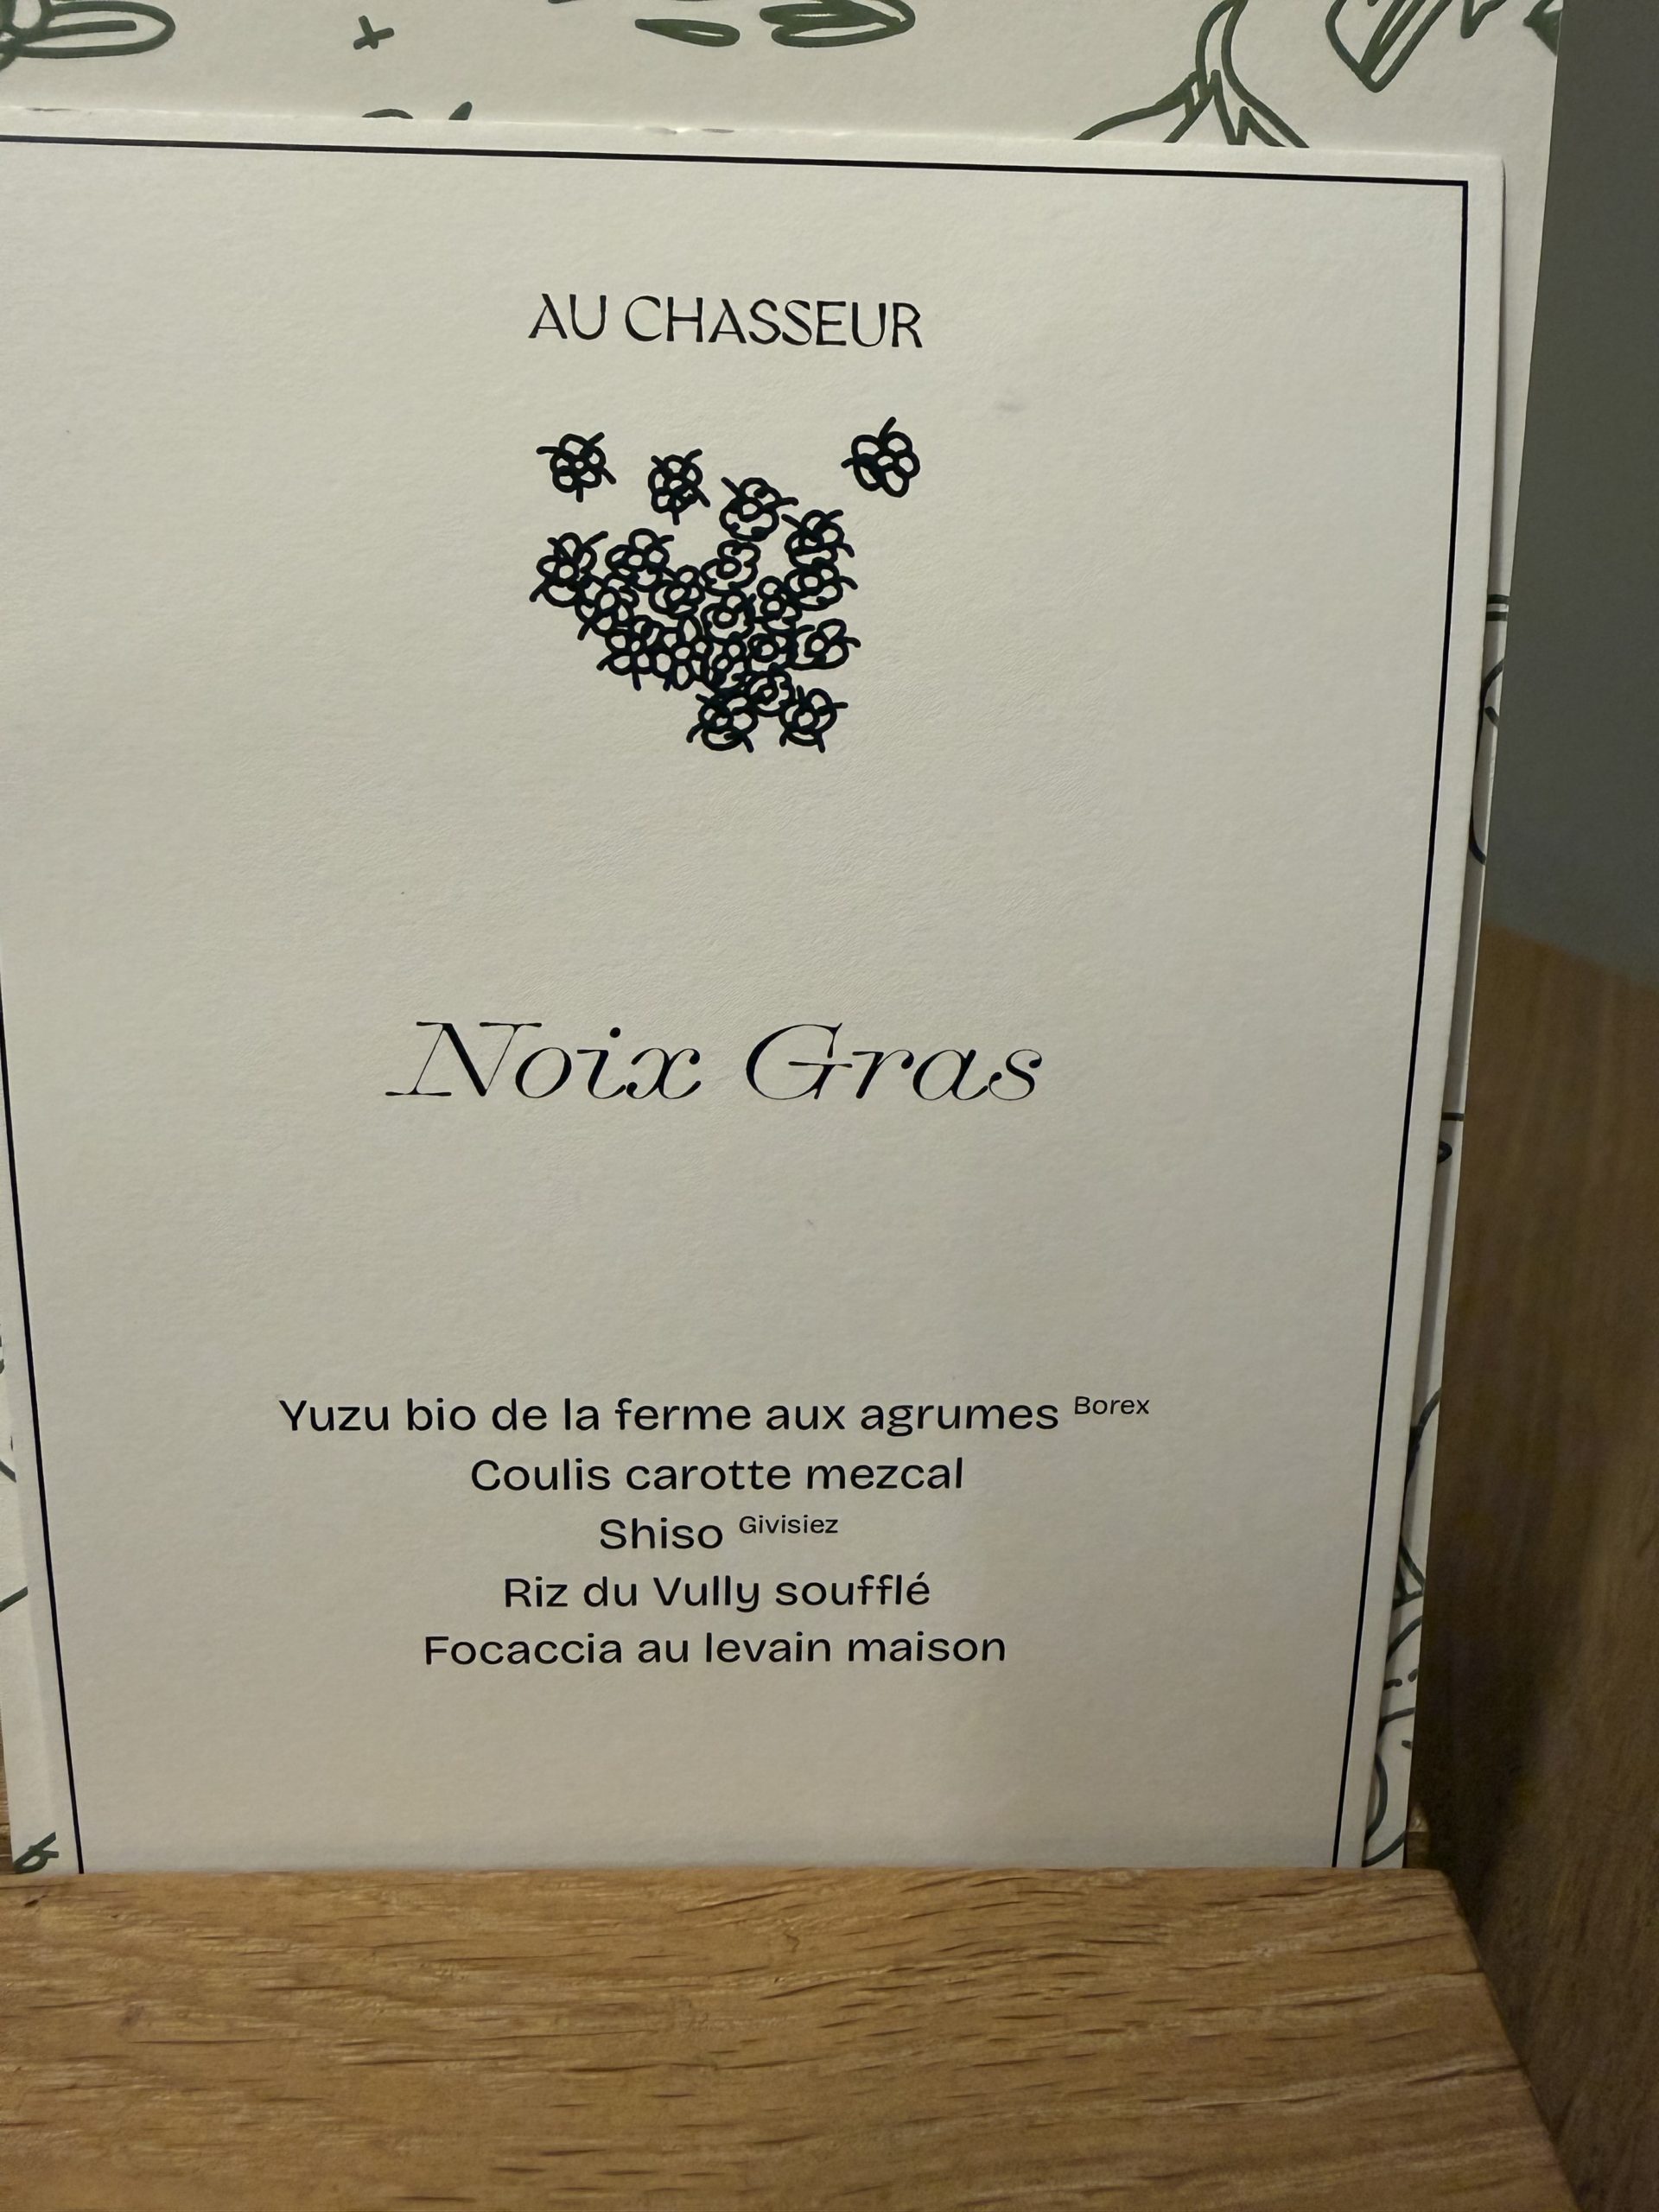 AU CHASSEUR
Noix Gras
Yuzu bio de la ferme aux agrumes Borex
Coulis carotte mezcal
Shiso Givisiez
Riz du Vully soufflé
Focaccia au levain maison